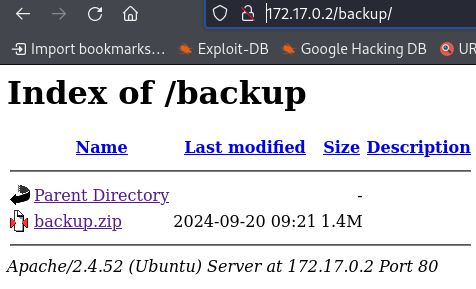 172.17.0.2/backup/
Import bookmarks... Exploit-DB Google Hacking DB UR
Index of /backup
Name Last modified Size Description
Parent Directory -
backup.zip 2024-09-20 09:21 1.4M
Apache/2.4.52 (Ubuntu) Server at 172.17.0.2 Port 80